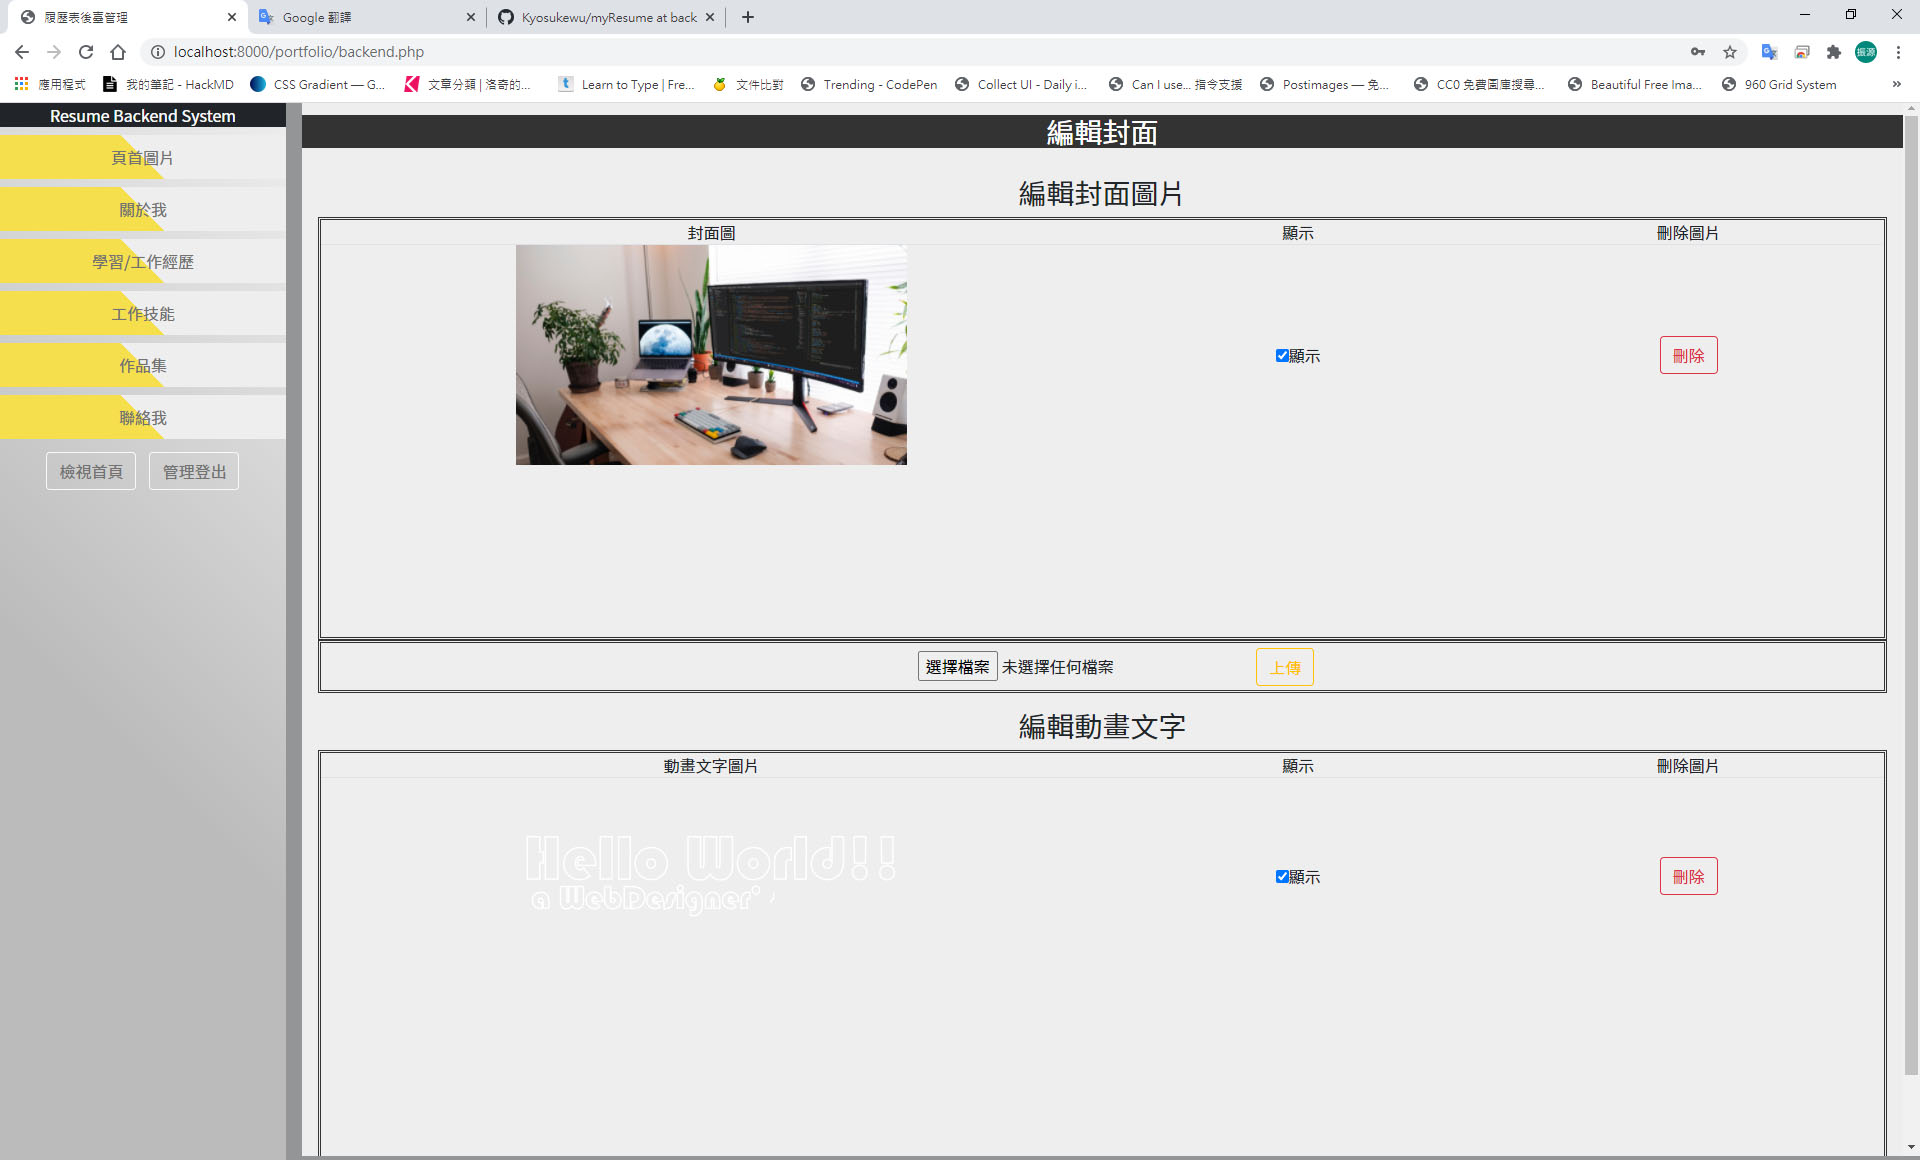 履歷表後臺管理
Google 翻譯
Kyosukewu/myResume at back
localhost:8000/portfolio/backend.php
振源
應用程式
我的筆記 - HackMD
CSS Gradient — G...
文章分類 | 洛奇的...
Learn to Type | Fre...
文件比對
Trending - CodePen
Collect UI - Daily i...
Can I use... 指令支援
Postimages — 免...
CC0 免費圖庫搜尋...
Beautiful Free Ima...
960 Grid System
Resume Backend System
頁首圖片
關於我
學習/工作經歷
工作技能
作品集
聯絡我
檢視首頁
管理登出
編輯封面
編輯封面圖片
封面圖
顯示
刪除圖片
顯示
刪除
選擇檔案 未選擇任何檔案
上傳
編輯動畫文字
動畫文字圖片
顯示
刪除圖片
Hello World!!
a WebDesigner
顯示
刪除